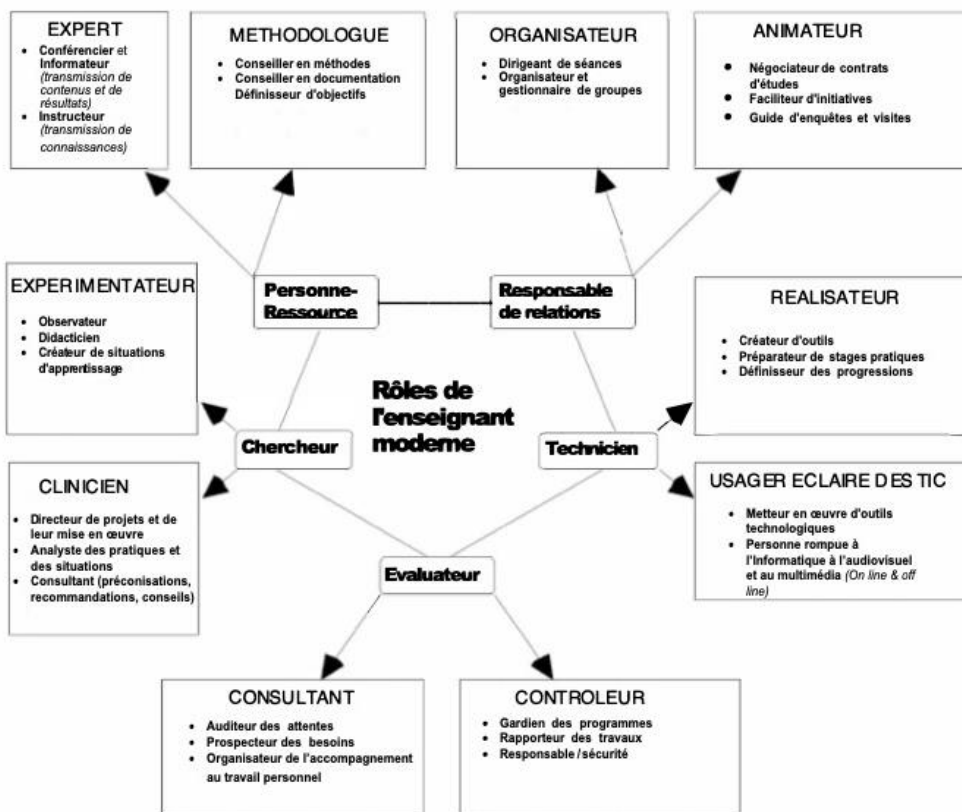 EXPERT
• Conférencier et
Informateur
(transmission de
contenus et de
résultats)
• Instructeur
(transmission de
connaissances)
METHODOLOGUE
• Conseiller en méthodes
• Conseiller en documentation
Définisseur d'objectifs
ORGANISATEUR
• Dirigeant de séances
• Organisateur et
gestionnaire de groupes
ANIMATEUR
• Négociateur de contrats
d'études
• Faciliteur d'initiatives
• Guide d'enquêtes et visites
EXPERIMENTATEUR
• Observateur
• Didacticien
• Créateur de situations
d'apprentissage
Personne-
Ressource
Responsable
de relations
REALISATEUR
• Créateur d'outils
• Préparateur de stages pratiques
• Définisseur des progressions
Rôles de
l'enseignant
moderne
Chercheur
Technicien
CLINICIEN
• Directeur de projets et de
leur mise en œuvre
• Analyste des pratiques et
des situations
• Consultant (préconisations,
recommandations, conseils)
USAGER ECLAIRE DES TIC
• Metteur en œuvre d'outils
technologiques
• Personne rompue à
l'Informatique à l'audiovisuel
et au multimédia (On line & off
line)
Evaluateur
CONSULTANT
• Auditeur des attentes
• Prospecteur des besoins
• Organisateur de l'accompagnement
au travail personnel
CONTROLEUR
• Gardien des programmes
• Rapporteur des travaux
• Responsable/sécurité